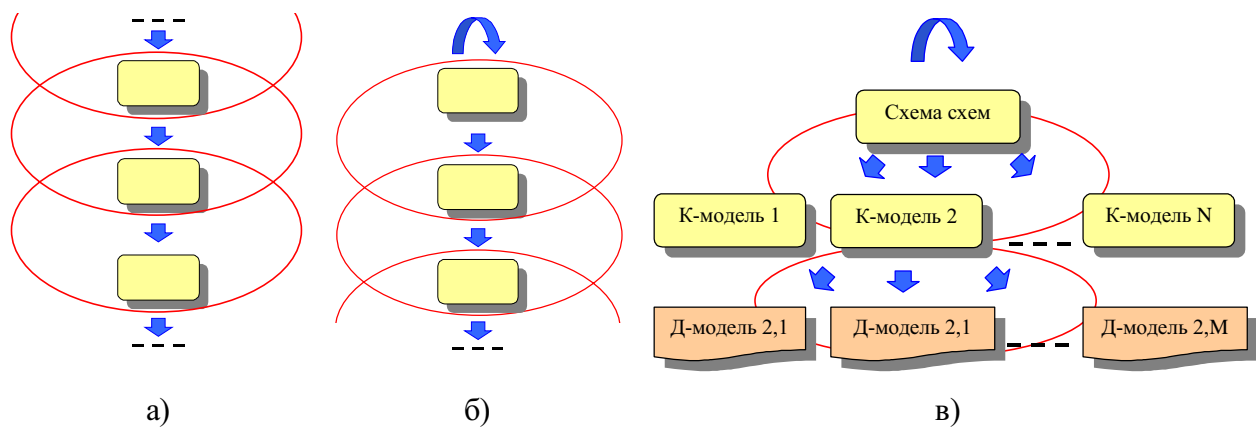 Схема схем
К-модель 1
К-модель 2
К-модель N
Д-модель 2,1
Д-модель 2,1
Д-модель 2,М
а)
б)
в)